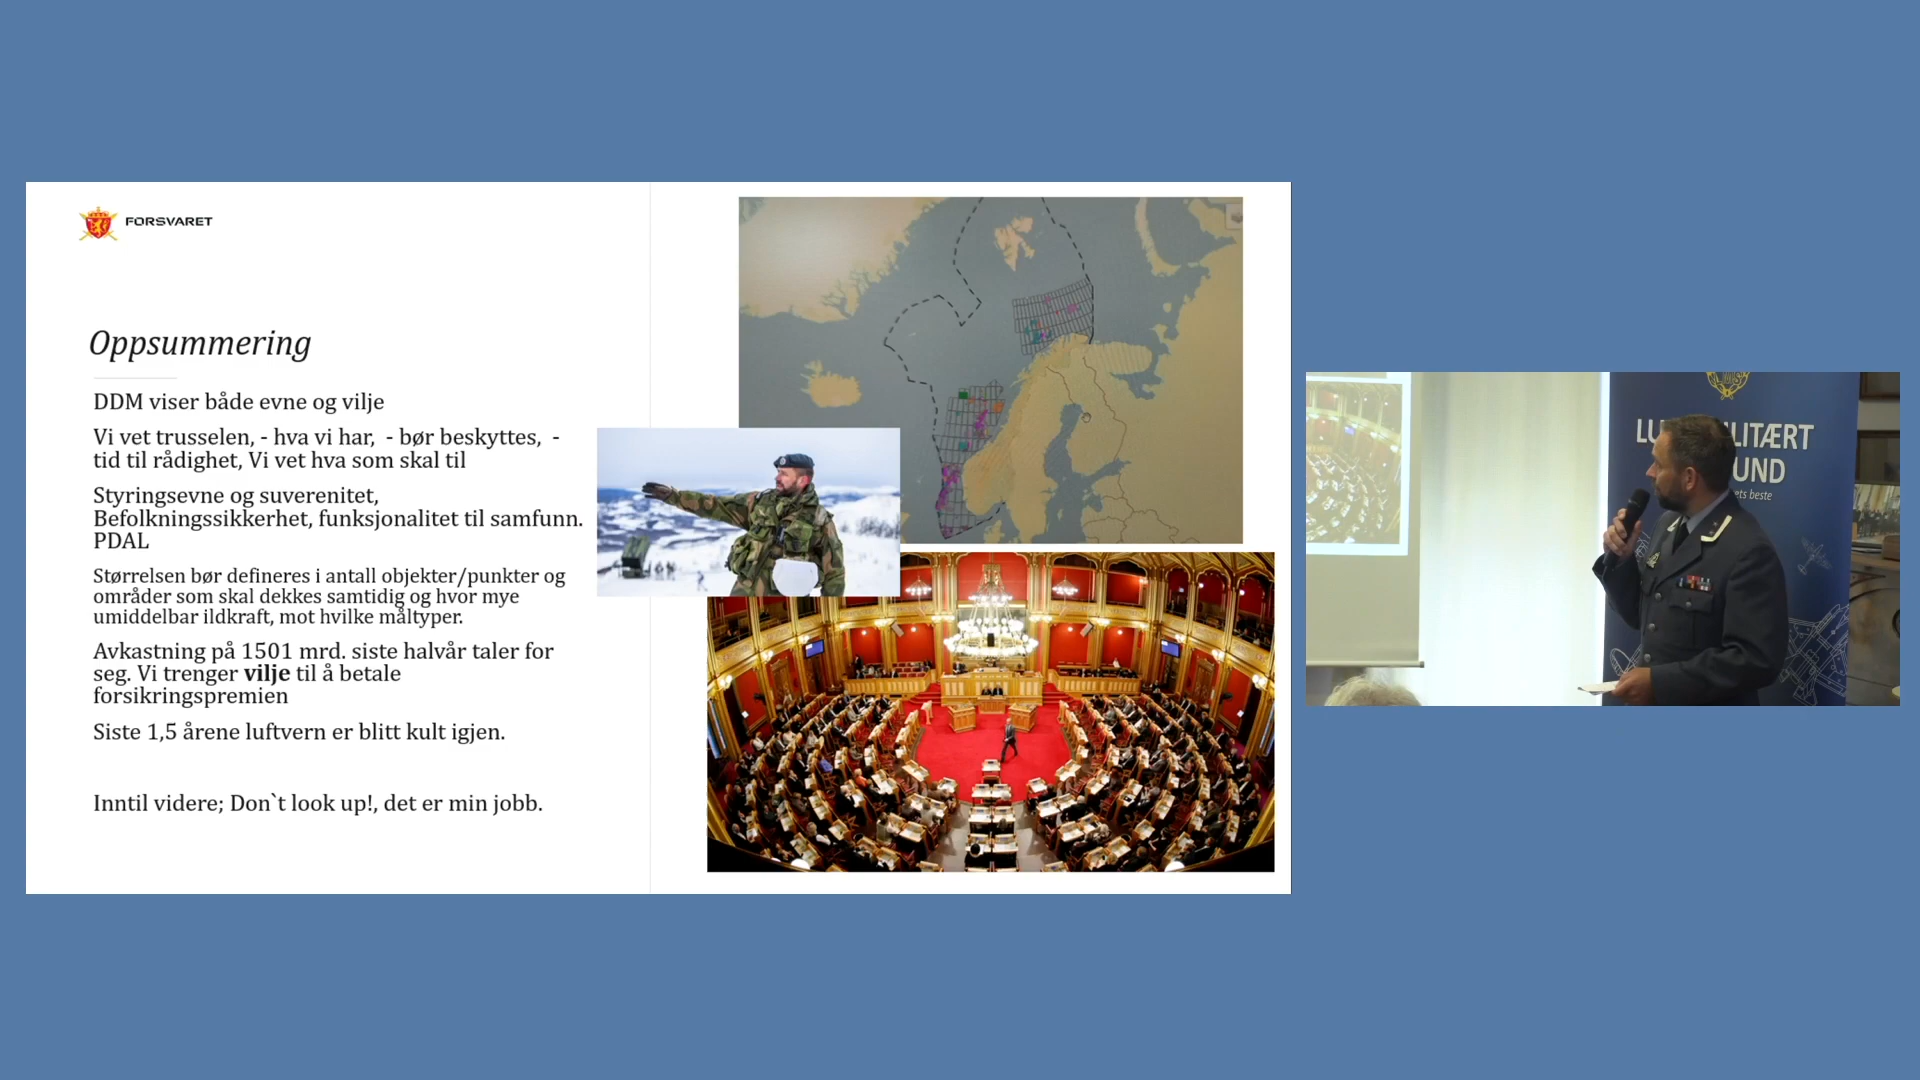 FORSVARET
Oppsummering
DDM viser både evne og vilje
Vi vet trusselen, - hva vi har,  - bør beskyttes,  -
tid til rådighet, Vi vet hva som skal til
Styringsevne og suverenitet,
Befolkningssikkerhet, funksjonalitet til samfunn.
PDAL
Størrelsen bør defineres i antall objekter/punkter og
områder som skal dekkes samtidig og hvor mye
umiddelbar ildkraft, mot hvilke måltyper.
Avkastning på 1501 mrd. siste halvår taler for
seg. Vi trenger vilje til å betale
forsikringspremien
Siste 1,5 årene luftvern er blitt kult igjen.
Inntil videre; Don`t look up!, det er min jobb.
LU ILITÆRT
UND
ets beste